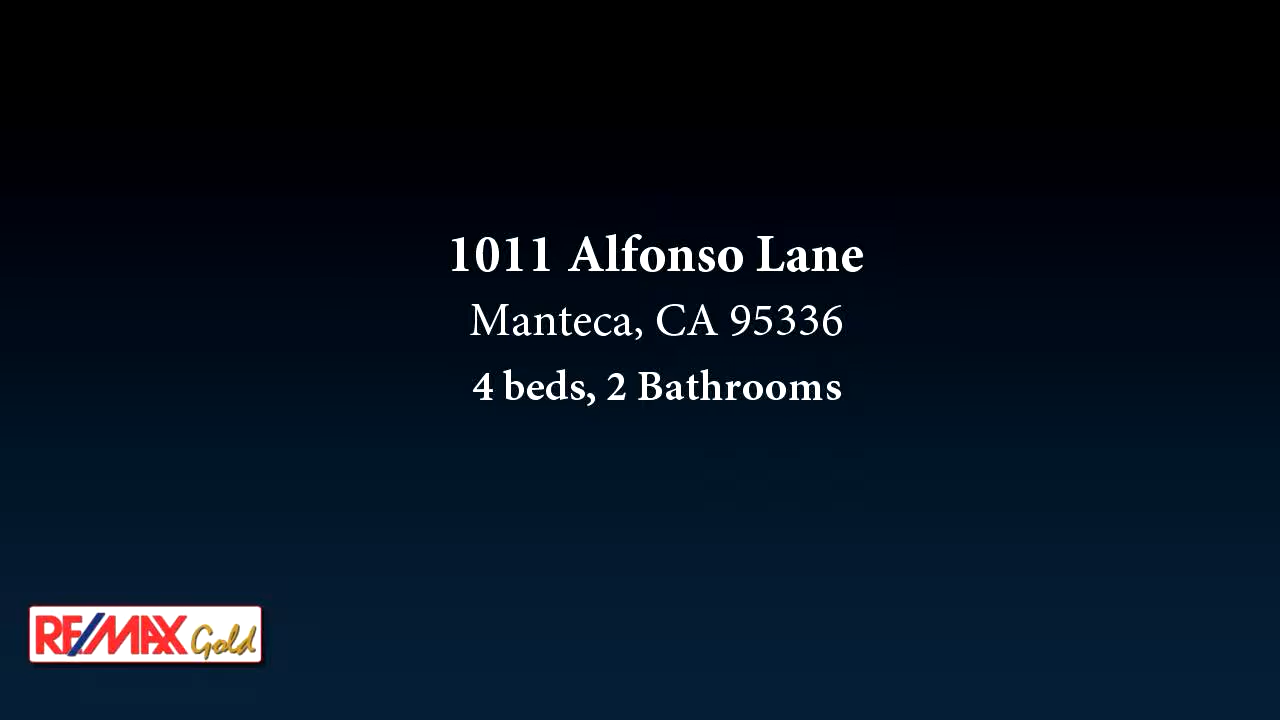 1011 Alfonso Lane
Manteca, CA 95336
4 beds, 2 Bathrooms
RE/MAX Gold